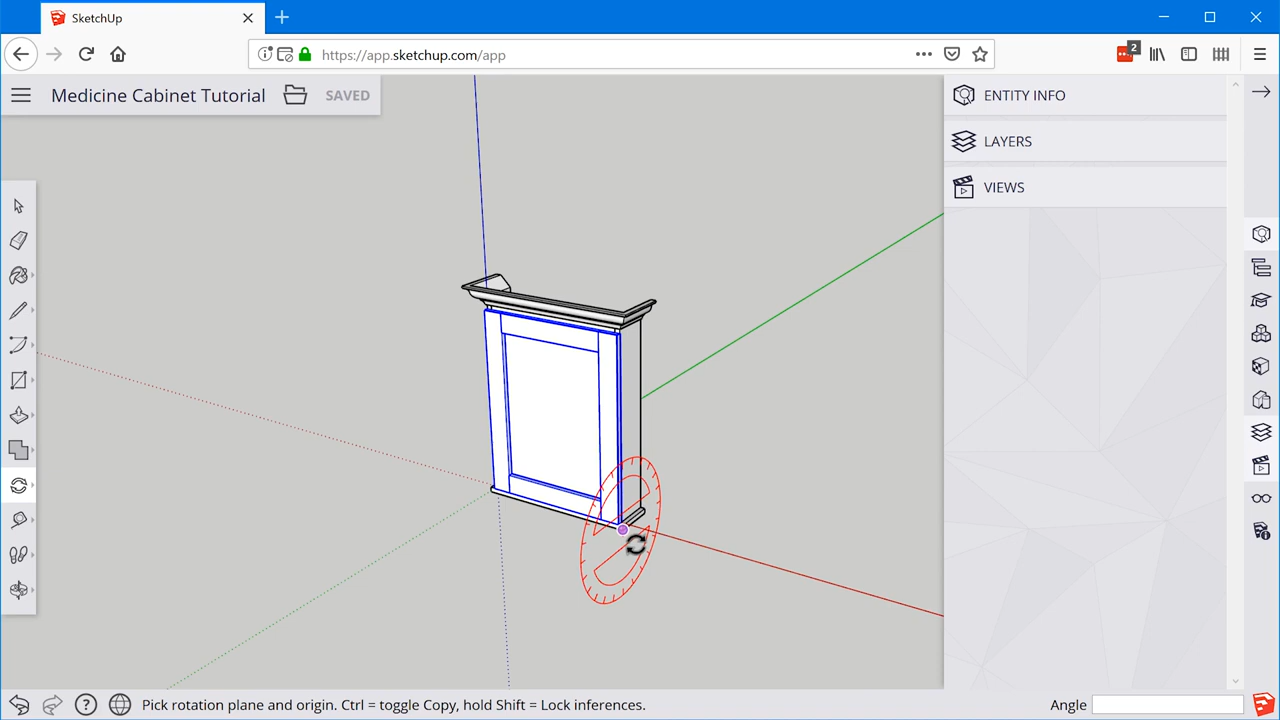 SketchUp
https://app.sketchup.com/app
2
Medicine Cabinet Tutorial
SAVED
ENTITY INFO
LAYERS
VIEWS
Pick rotation plane and origin. Ctrl = toggle Copy, hold Shift = Lock inferences.
Angle